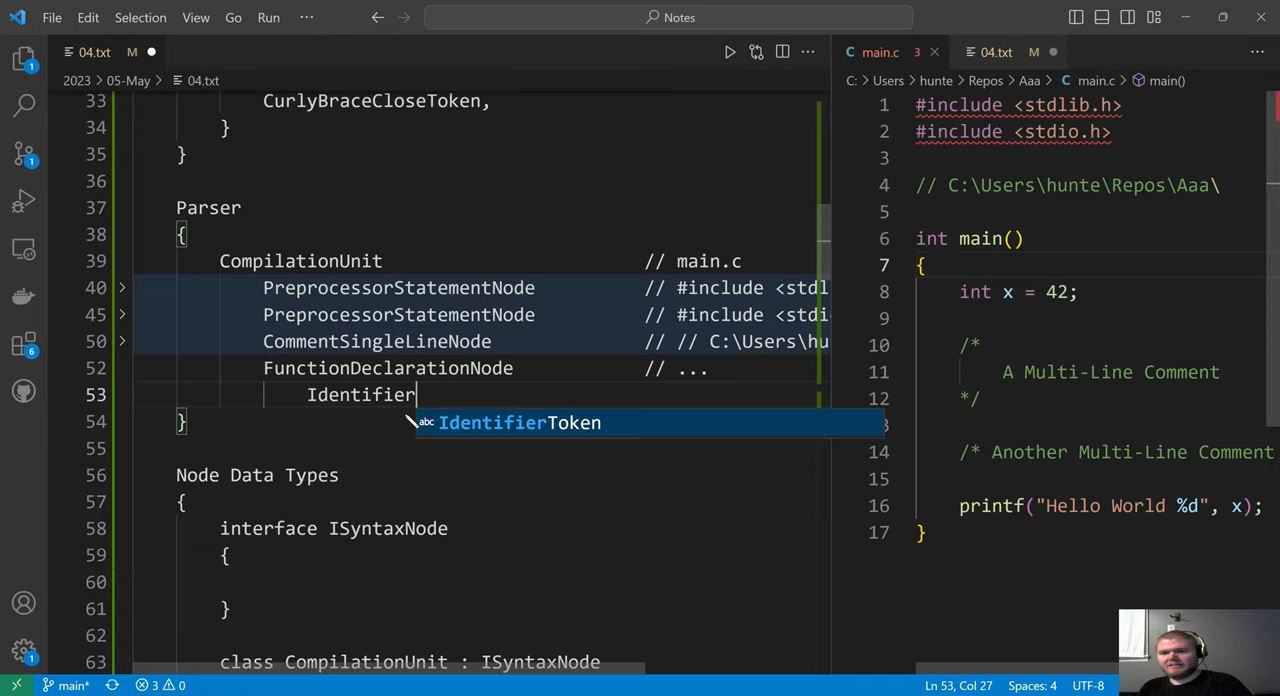 File Edit Selection View Go Run ··· Notes
04.txt M
2023 > 05-May > 04.txt
33 CurlyBraceCloseToken,
34 }
35 }
36
37 Parser
38 {
39 CompilationUnit // main.c
40 PreprocessorStatementNode // #include <stdl
45 PreprocessorStatementNode // #include <stdi
50 CommentSingleLineNode // // C:\Users\hu
52 FunctionDeclarationNode // ...
53 Identifier
abc IdentifierToken
54 }
55
56 Node Data Types
57 {
58 interface ISyntaxNode
59 {
60
61 }
62
63 class CompilationUnit : ISyntaxNode
C main.c 3 04.txt M
C: > Users > hunte > Repos > Aaa > C main.c > main()
1 #include <stdlib.h>
2 #include <stdio.h>
3
4 // C:\Users\hunte\Repos\Aaa\
5
6 int main()
7 {
8 int x = 42;
9
10 /*
11 A Multi-Line Comment
12 */
14 /* Another Multi-Line Comment
15
16 printf("Hello World %d", x);
17 }
1
1
1
6
1
main* 3 0 Ln 53, Col 27 Spaces: 4 UTF-8